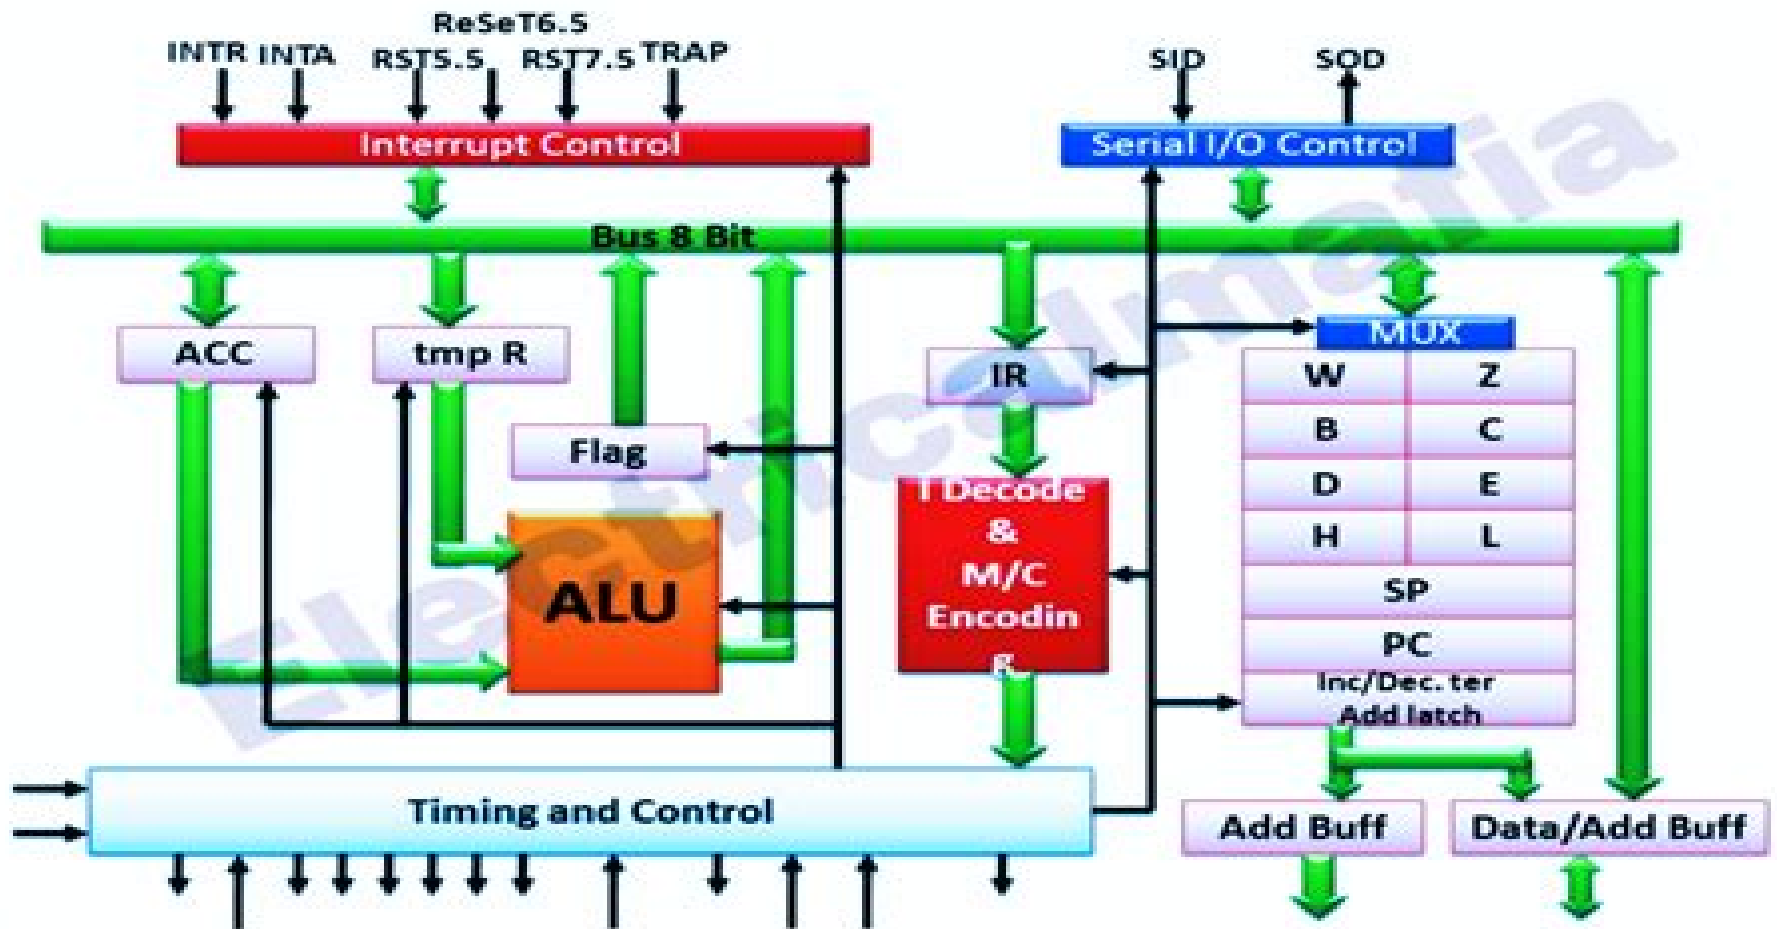 ReSeT6.5
INTR INTA RST5.5 RST7.5 TRAP
SID SOD
Interrupt Control
Serial I/O Control
Bus 8 Bit
ACC
tmp R
Flag
ALU
IR
I Decode
&
M/C
Encodin
g
MUX
W Z
B C
D E
H L
SP
PC
Inc/Dec. ter
Add latch
Timing and Control
Add Buff
Data/Add Buff
Electricalmafia